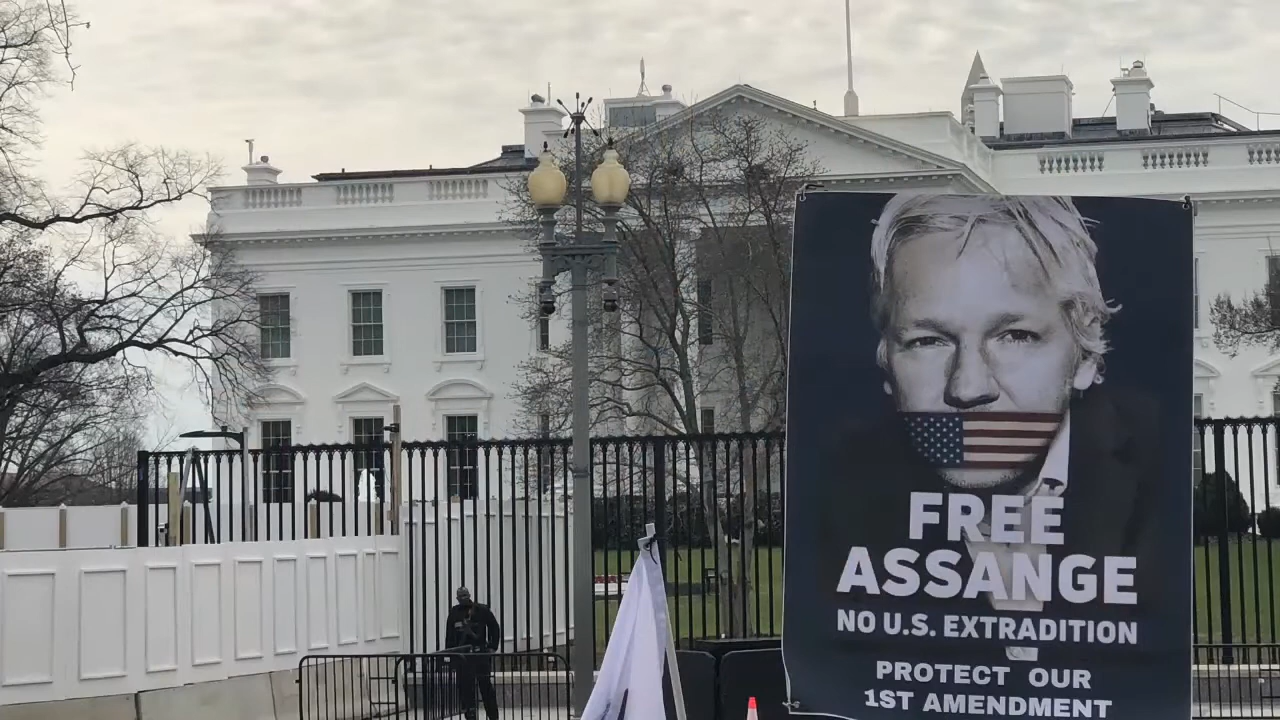 FREE
ASSANGE
NO U.S. EXTRADITION
PROTECT OUR
1ST AMENDMENT